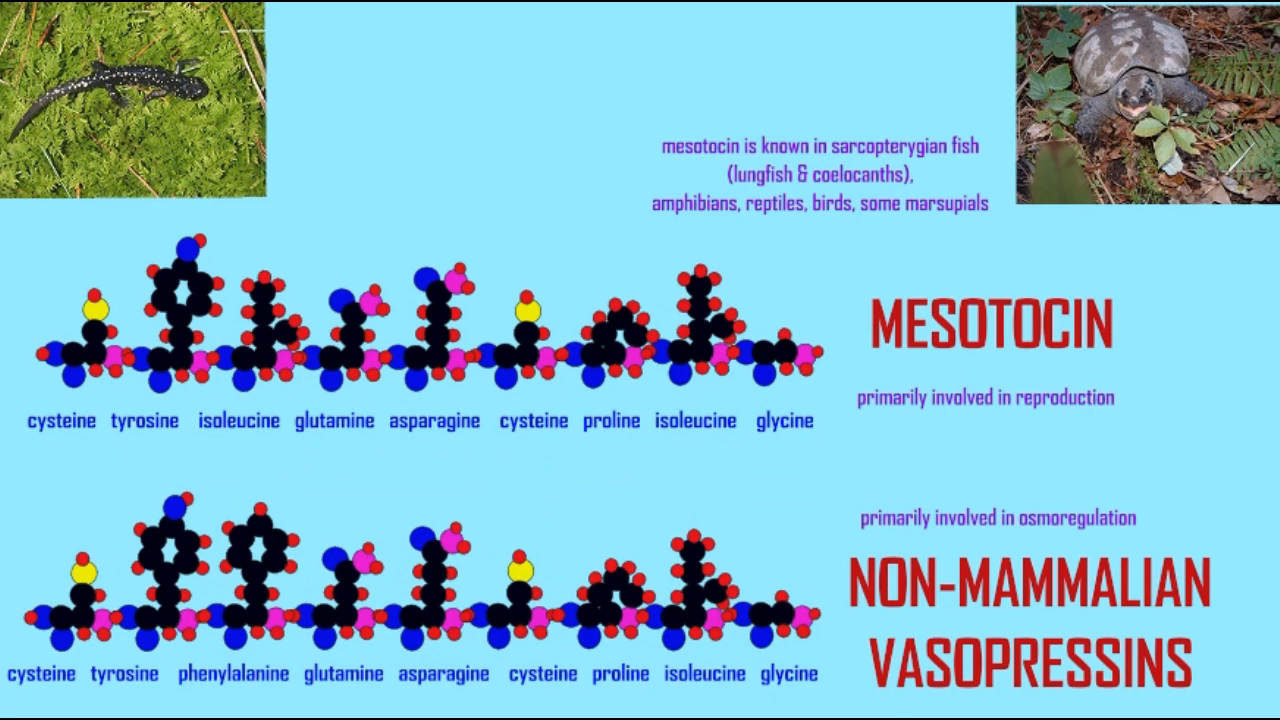 mesotocin is known in sarcopterygian fish
(lungfish & coelocanths),
amphibians, reptiles, birds, some marsupials
MESOTOCIN
primarily involved in reproduction
cysteine tyrosine isoleucine glutamine asparagine cysteine proline isoleucine glycine
primarily involved in osmoregulation
NON-MAMMALIAN
VASOPRESSINS
cysteine tyrosine phenylalanine glutamine asparagine cysteine proline isoleucine glycine